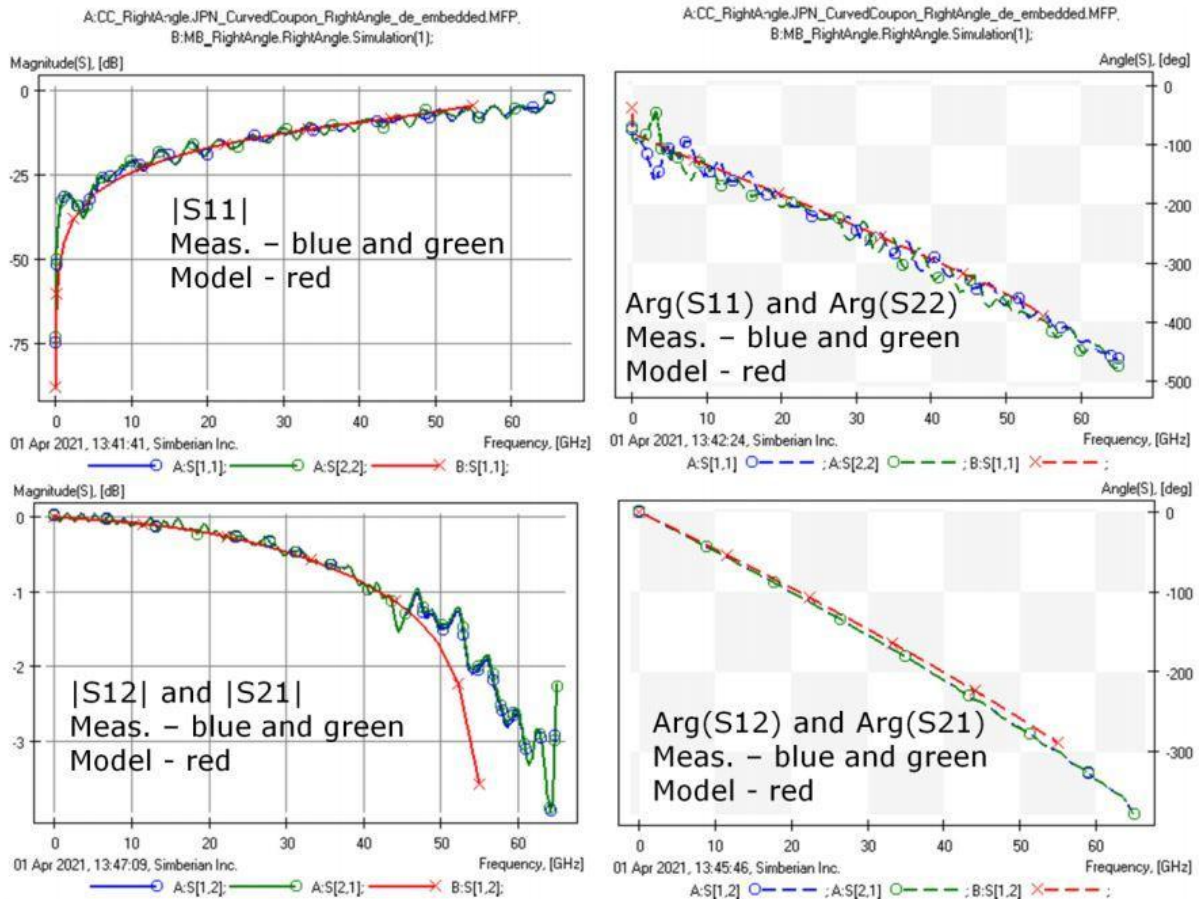 A:CC_RightAngle.JPN_CurvedCoupon_RightAngle_de_embedded.MFP,
B:MB_RightAngle.RightAngle.Simulation(1);
Magnitude(S), [dB]
0
-25
-50
-75
|S11|
Meas. – blue and green
Model - red
0 10 20 30 40 50 60
01 Apr 2021, 13:41:41, Simberian Inc. Frequency, [GHz]
A:S[1,1]; A:S[2,2]; B:S[1,1];
A:CC_RightAngle.JPN_CurvedCoupon_RightAngle_de_embedded.MFP,
B:MB_RightAngle.RightAngle.Simulation(1);
Angle(S), [deg]
0
-100
-200
-300
-400
-500
Arg(S11) and Arg(S22)
Meas. – blue and green
Model - red
0 10 20 30 40 50 60
01 Apr 2021, 13:42:24, Simberian Inc. Frequency, [GHz]
A:S[1,1] ; A:S[2,2] ; B:S[1,1] ;
Magnitude(S), [dB]
0
-1
-2
-3
|S12| and |S21|
Meas. – blue and green
Model - red
0 10 20 30 40 50 60
01 Apr 2021, 13:47:09, Simberian Inc. Frequency, [GHz]
A:S[1,2]; A:S[2,1]; B:S[1,2];
Angle(S), [deg]
0
-100
-200
-300
Arg(S12) and Arg(S21)
Meas. – blue and green
Model - red
0 10 20 30 40 50 60
01 Apr 2021, 13:45:46, Simberian Inc. Frequency, [GHz]
A:S[1,2] ; A:S[2,1] ; B:S[1,2] ;